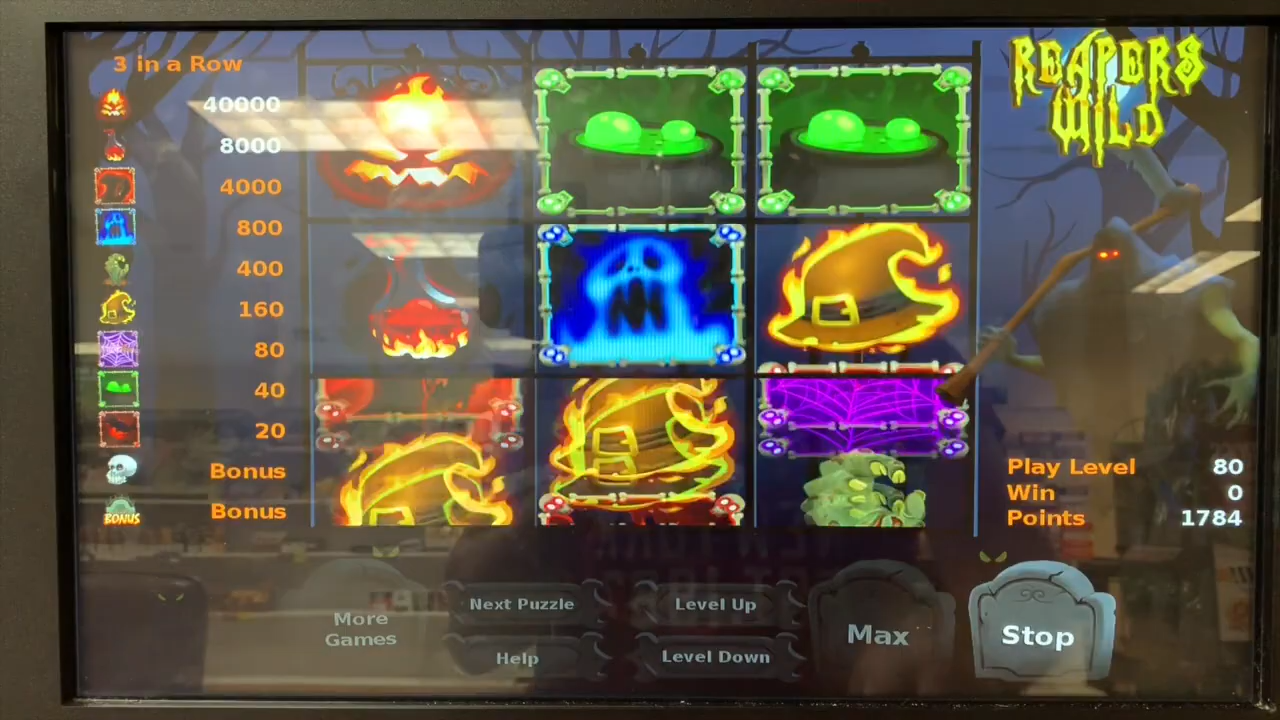 3 in a Row
40000
8000
4000
800
400
160
80
40
20
Bonus
BONUS
Bonus
REAPERS
WILD
Play Level 80
Win 0
Points 1784
More
Games
Next Puzzle
Help
Level Up
Level Down
Max
Stop